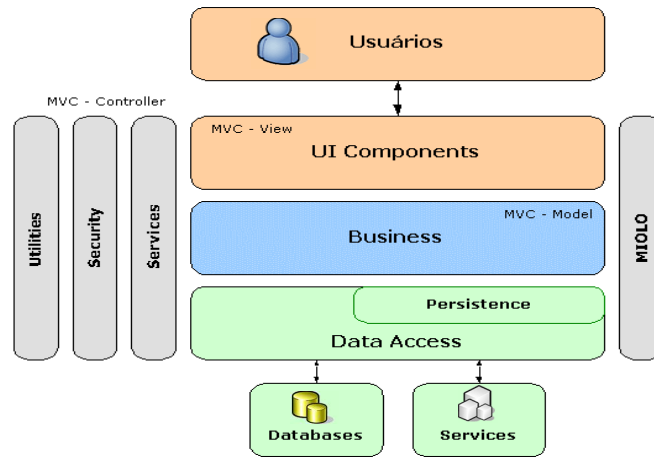 Usuários
MVC - Controller
MVC - View
UI Components
MVC - Model
Business
Persistence
Data Access
Databases
Services
Utilities
Security
Services
MIOLO